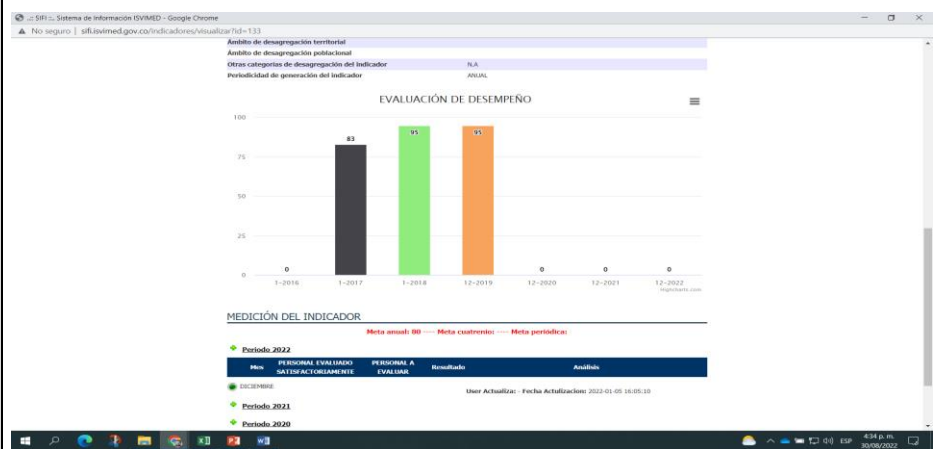 .:: SIFI ::. Sistema de Información ISVIMED - Google Chrome
No seguro | sifi.isvimed.gov.co/indicadores/visualizar?id=133
Ámbito de desagregación territorial
Ámbito de desagregación poblacional
Otras categorías de desagregación del indicador N.A
Periodicidad de generación del indicador ANUAL
EVALUACIÓN DE DESEMPEÑO
100
75
50
25
0
0
83
95
95
0
0
0
1-2016 1-2017 1-2018 12-2019 12-2020 12-2021 12-2022
Highcharts.com
MEDICIÓN DEL INDICADOR
Meta anual: 80 ---- Meta cuatrenio: ---- Meta periódica:
Periodo 2022
Mes PERSONAL EVALUADO SATISFACTORIAMENTE PERSONAL A EVALUAR Resultado Análisis
DICIEMBRE
User Actualiza: - Fecha Actulizacion: 2022-01-05 16:05:10
Periodo 2021
Periodo 2020
ESP
4:34 p. m.
30/08/2022